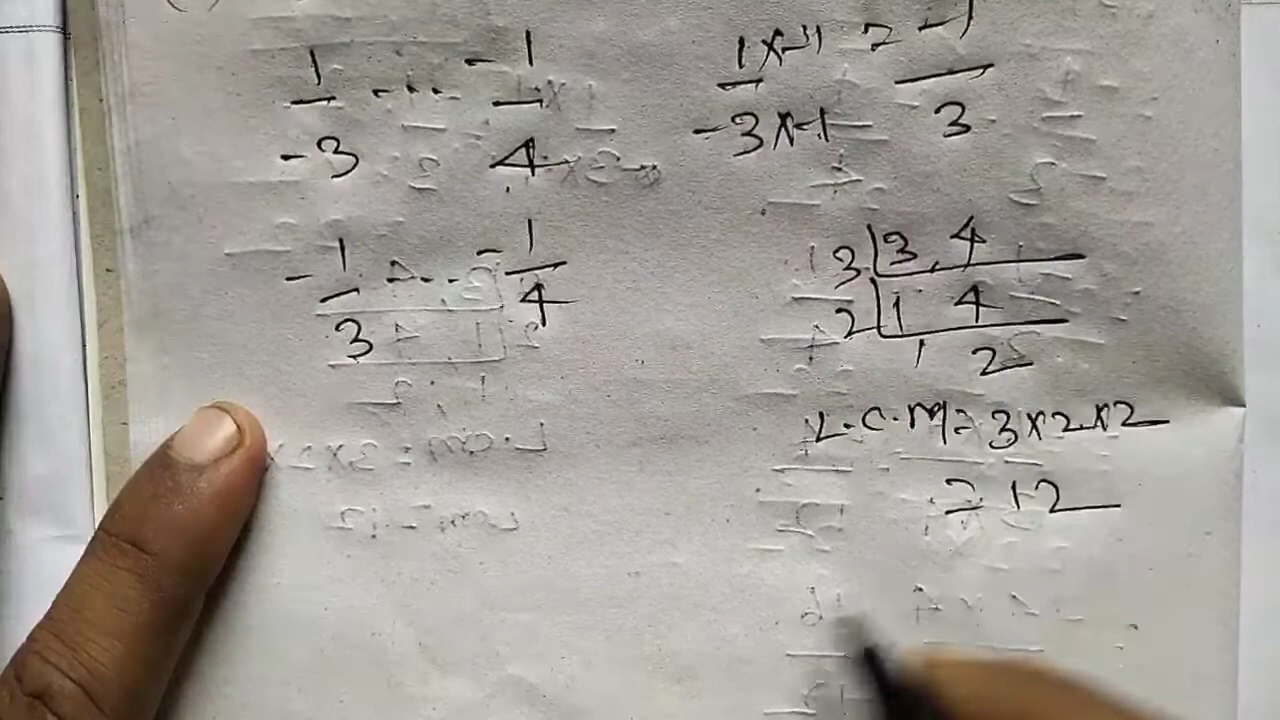 1/-3 ... -1/4
1×-1/-3×-1 = -1/3
-1/3 ... -1/4
3 | 3, 4
2 | 1 4
1 2
L.C.M = 3×2×2
= 12